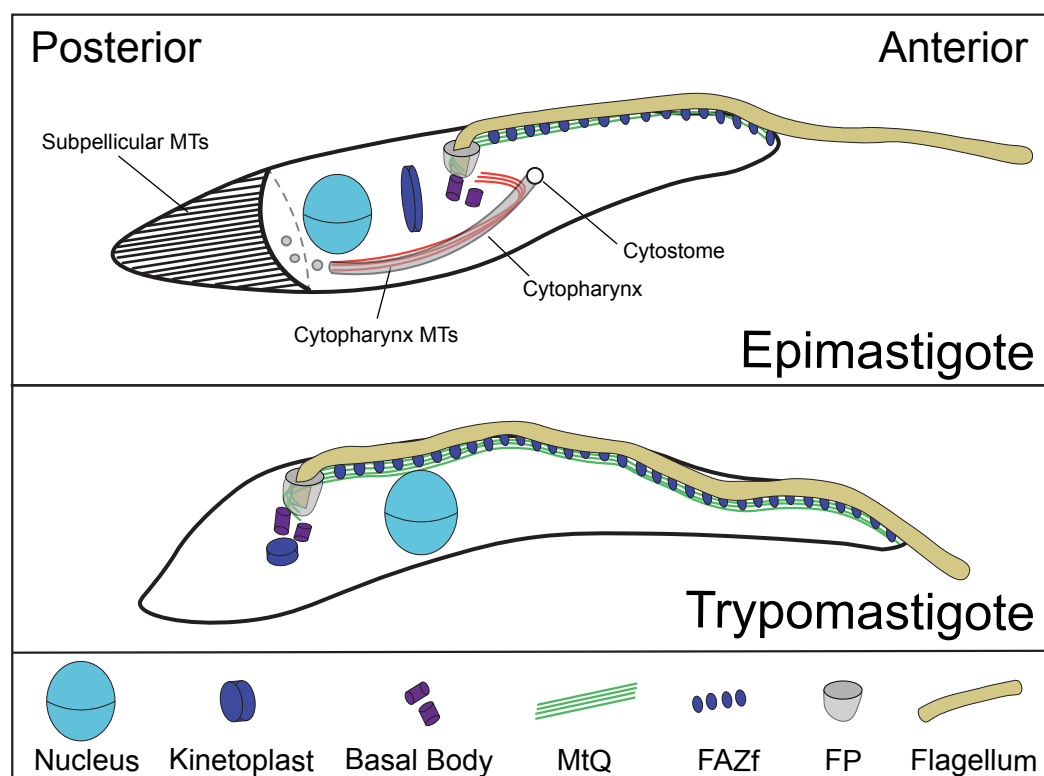 Posterior
Anterior
Subpellicular MTs
Cytostome
Cytopharynx
Cytopharynx MTs
Epimastigote
Trypomastigote
Nucleus
Kinetoplast
Basal Body
MtQ
FAZf
FP
Flagellum